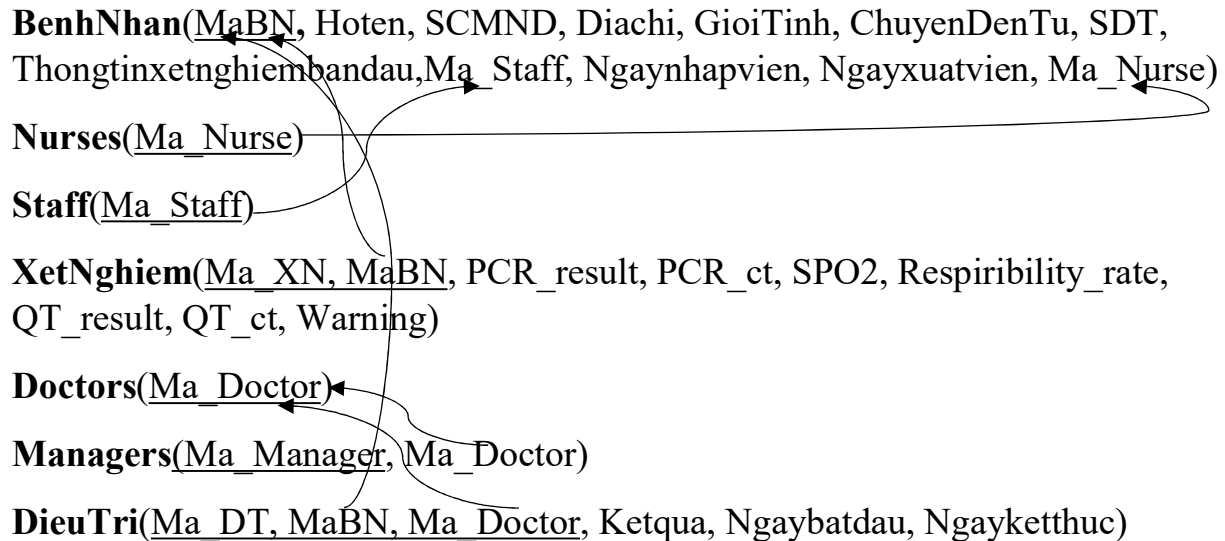 BenhNhan(MaBN, Hoten, SCMND, Diachi, GioiTinh, ChuyenDenTu, SDT,
Thongtinxetnghiembandau,Ma_Staff, Ngaynhapvien, Ngayxuatvien, Ma_Nurse)
Nurses(Ma_Nurse)
Staff(Ma_Staff)
XetNghiem(Ma_XN, MaBN, PCR_result, PCR_ct, SPO2, Respiribility_rate,
QT_result, QT_ct, Warning)
Doctors(Ma_Doctor)
Managers(Ma_Manager, Ma_Doctor)
DieuTri(Ma_DT, MaBN, Ma_Doctor, Ketqua, Ngaybatdau, Ngayketthuc)